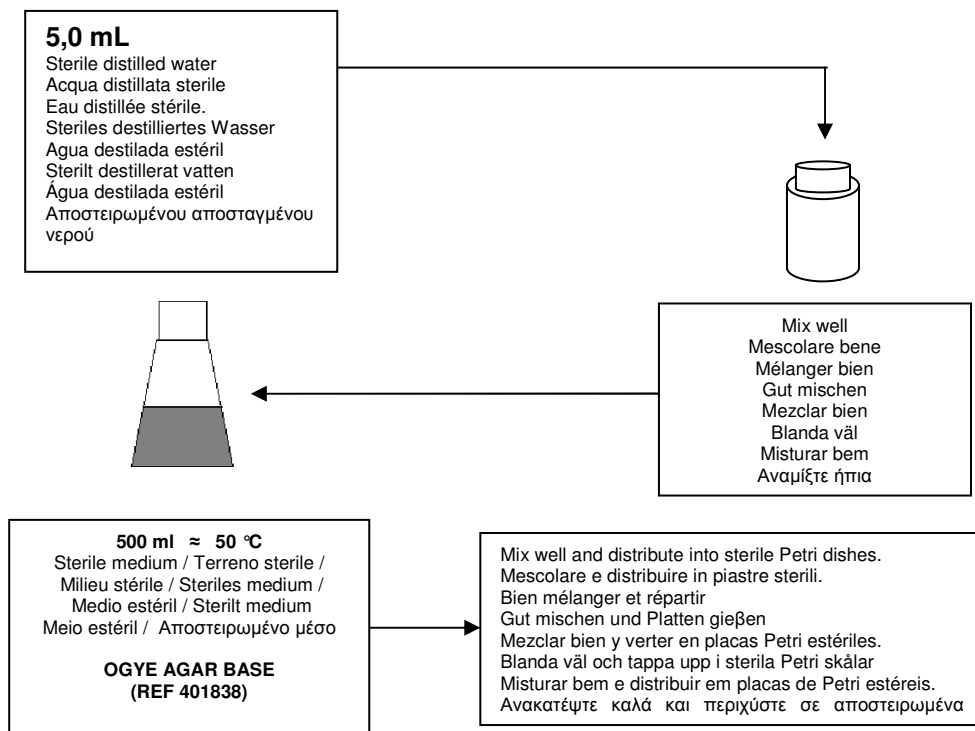 5,0 mL
Sterile distilled water
Acqua distillata sterile
Eau distillée stérile.
Steriles destilliertes Wasser
Agua destilada estéril
Sterilt destillerat vatten
Água destilada estéril
Αποστειρωμένου αποσταγμένου
νερού
Mix well
Mescolare bene
Mélanger bien
Gut mischen
Mezclar bien
Blanda väl
Misturar bem
Αναμίξτε ήπια
500 ml ≈ 50 °C
Sterile medium / Terreno sterile /
Milieu stérile / Steriles medium /
Medio estéril / Sterilt medium
Meio estéril / Αποστειρωμένο μέσο
OGYE AGAR BASE
(REF 401838)
Mix well and distribute into sterile Petri dishes.
Mescolare e distribuire in piastre sterili.
Bien mélanger et répartir
Gut mischen und Platten gieβen
Mezclar bien y verter en placas Petri estériles.
Blanda väl och tappa upp i sterila Petri skålar
Misturar bem e distribuir em placas de Petri estéreis.
Ανακατέψτε καλά και περιχύστε σε αποστειρωμένα